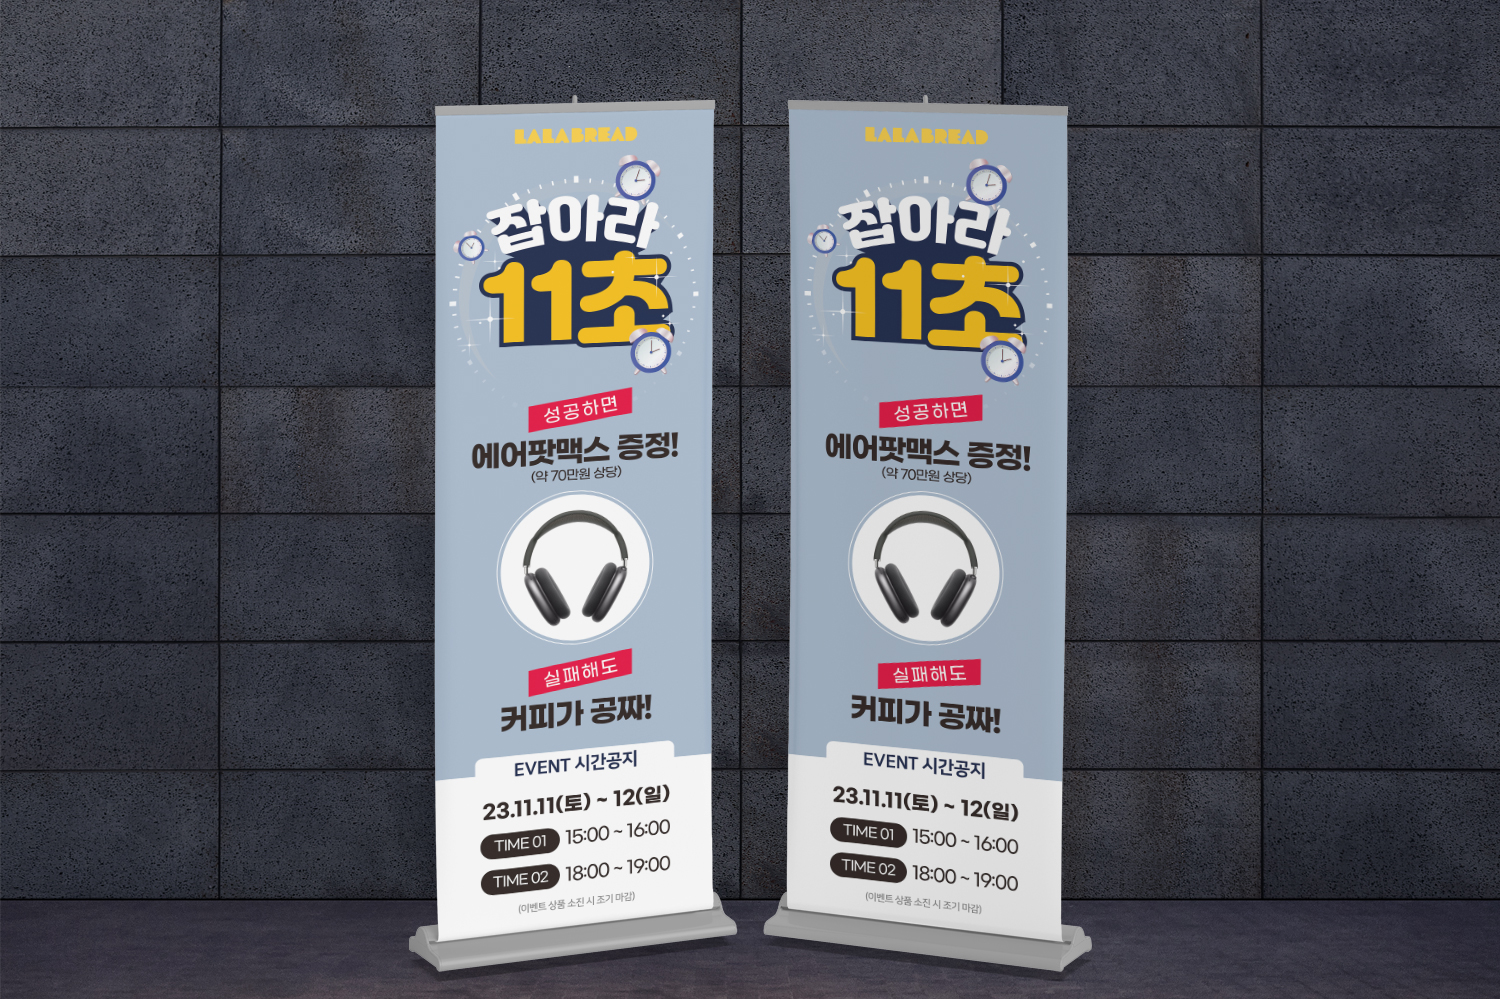 LALABREAD
잡아라
11초
성공하면
에어팟맥스 증정!
(약 70만원 상당)
실패해도
커피가 공짜!
EVENT 시간공지
23.11.11(토) ~ 12(일)
TIME 01 15:00 ~ 16:00
TIME 02 18:00 ~ 19:00
(이벤트 상품 소진 시 조기 마감)
LALABREAD
잡아라
11초
성공하면
에어팟맥스 증정!
(약 70만원 상당)
실패해도
커피가 공짜!
EVENT 시간공지
23.11.11(토) ~ 12(일)
TIME 01 15:00 ~ 16:00
TIME 02 18:00 ~ 19:00
(이벤트 상품 소진 시 조기 마감)